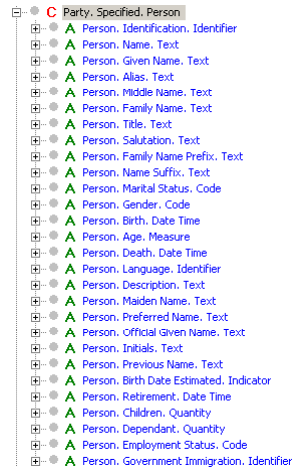 C Party. Specified. Person
A Person. Identification. Identifier
A Person. Name. Text
A Person. Given Name. Text
A Person. Alias. Text
A Person. Middle Name. Text
A Person. Family Name. Text
A Person. Title. Text
A Person. Salutation. Text
A Person. Family Name Prefix. Text
A Person. Name Suffix. Text
A Person. Marital Status. Code
A Person. Gender. Code
A Person. Birth. Date Time
A Person. Age. Measure
A Person. Death. Date Time
A Person. Language. Identifier
A Person. Description. Text
A Person. Maiden Name. Text
A Person. Preferred Name. Text
A Person. Official Given Name. Text
A Person. Initials. Text
A Person. Previous Name. Text
A Person. Birth Date Estimated. Indicator
A Person. Retirement. Date Time
A Person. Children. Quantity
A Person. Dependant. Quantity
A Person. Employment Status. Code
A Person. Government Immigration. Identifier